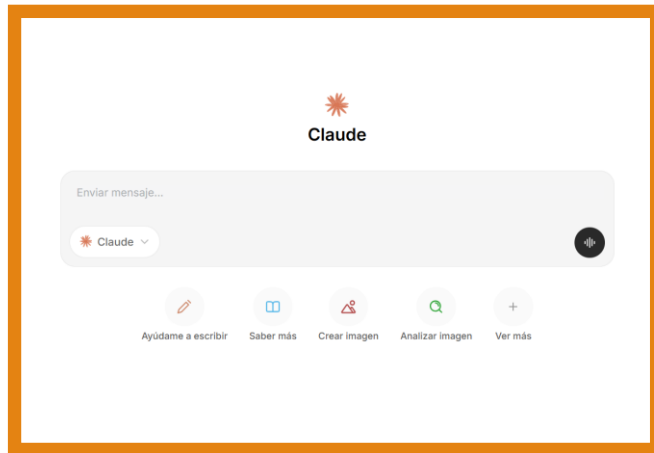 Claude
Enviar mensaje...
Claude
Ayúdame a escribir
Saber más
Crear imagen
Analizar imagen
Ver más